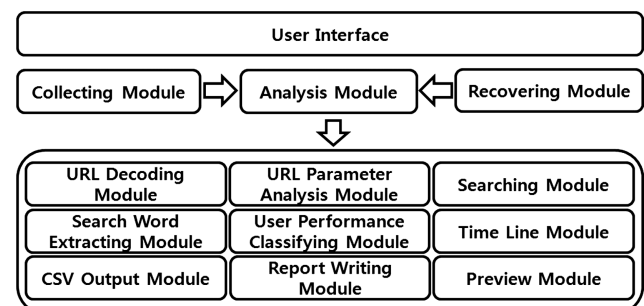 User Interface
Collecting Module
Analysis Module
Recovering Module
URL Decoding
Module
URL Parameter
Analysis Module
Searching Module
Search Word
Extracting Module
User Performance
Classifying Module
Time Line Module
CSV Output Module
Report Writing
Module
Preview Module